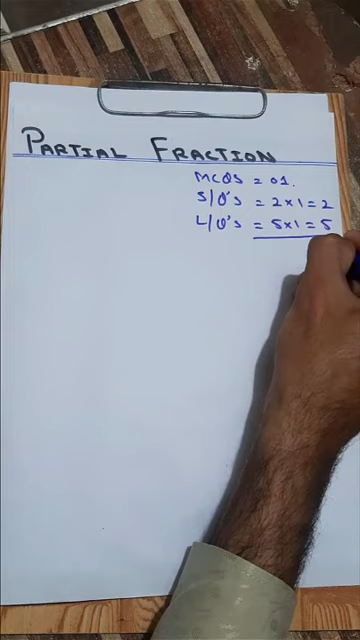 PARTIAL FRACTION
MCQS = 01.
S/Q's = 2×1=2
L/Q's = 5×1=5